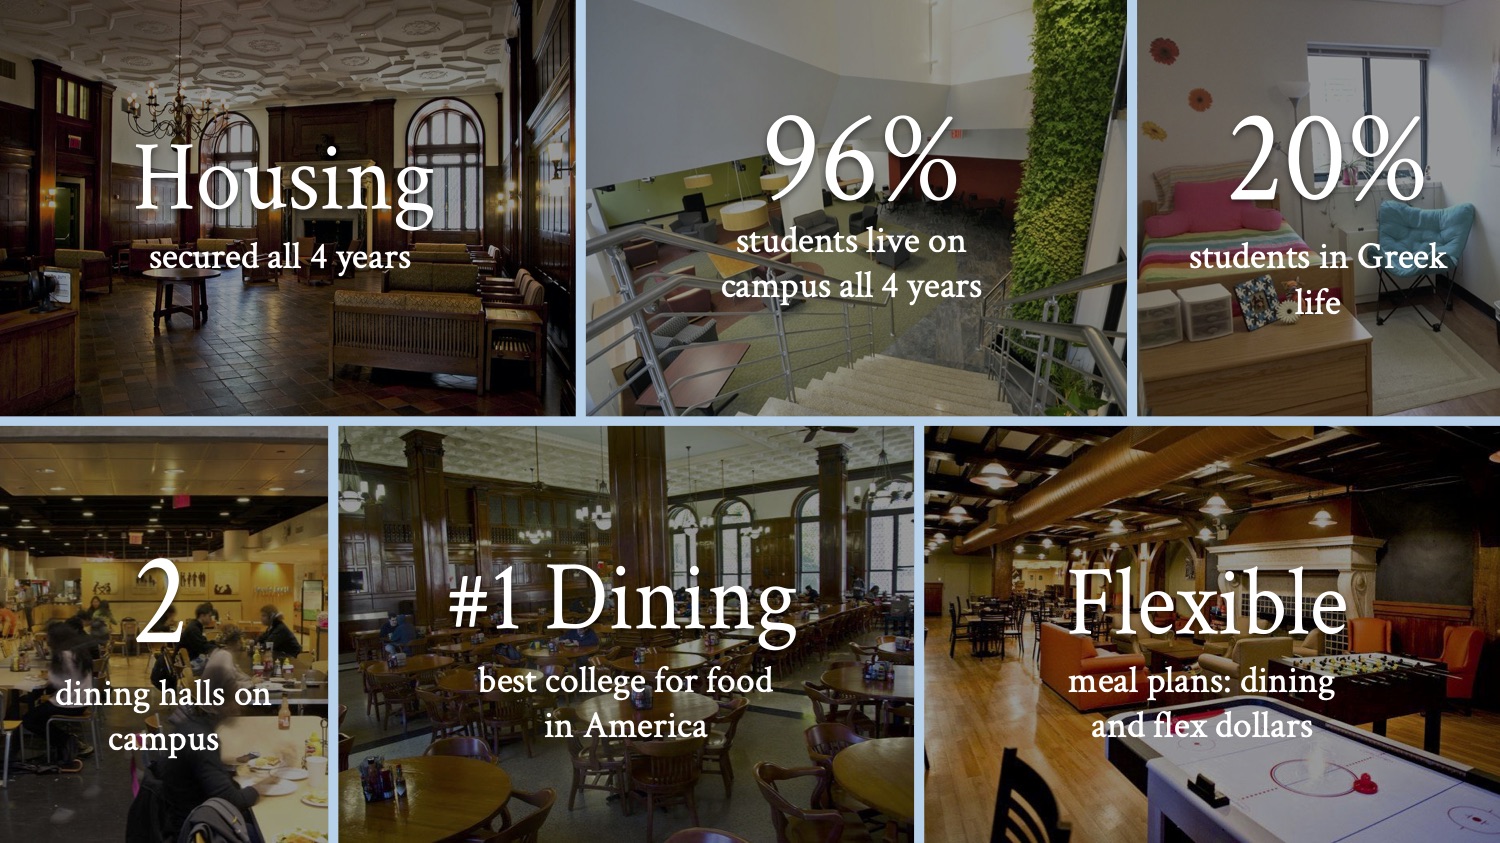 Housing
secured all 4 years
96%
students live on
campus all 4 years
20%
students in Greek
life
2
dining halls on
campus
#1 Dining
best college for food
in America
Flexible
meal plans: dining
and flex dollars